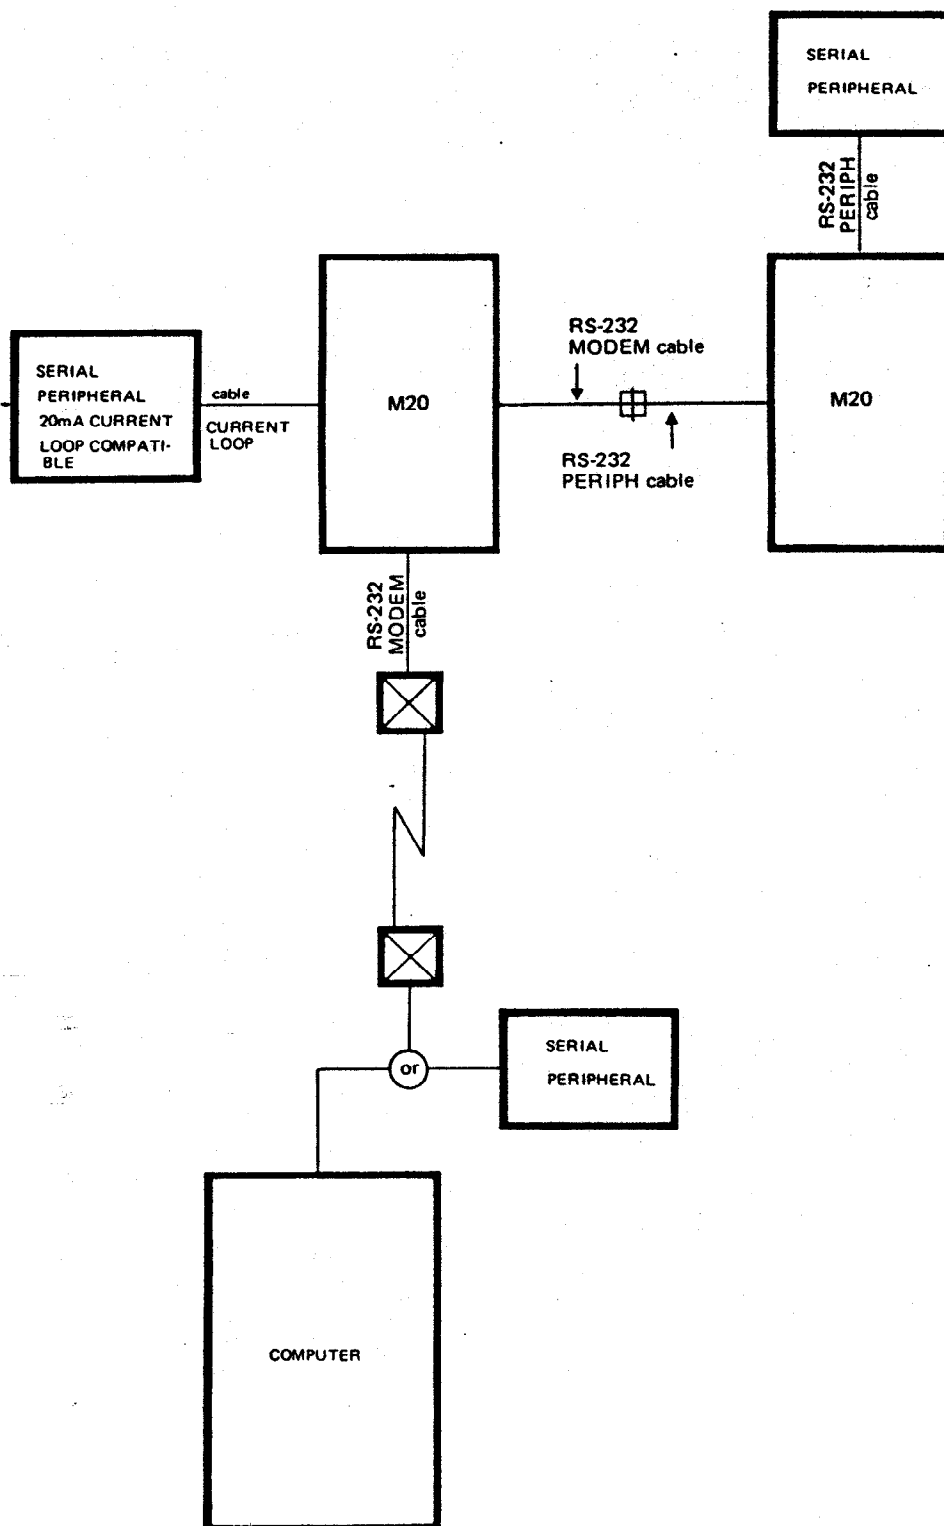 SERIAL
PERIPHERAL
RS-232
PERIPH
cable
RS-232
MODEM cable
SERIAL
PERIPHERAL
20mA CURRENT
LOOP COMPATI-
BLE
cable
CURRENT
LOOP
M20
M20
RS-232
PERIPH cable
RS-232
MODEM
cable
or
SERIAL
PERIPHERAL
COMPUTER